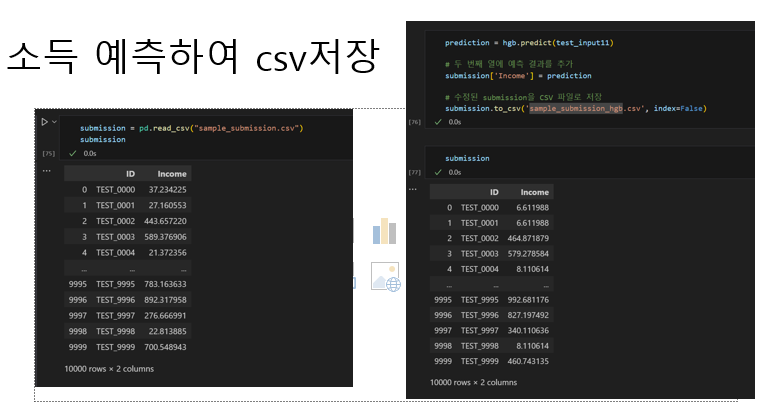 소득 예측하여 csv저장
submission = pd.read_csv("sample_submission.csv")
submission
[75]
0.0s
...
ID Income
0 TEST_0000 37.234225
1 TEST_0001 27.160553
2 TEST_0002 443.657220
3 TEST_0003 589.376906
4 TEST_0004 21.372356
... ... ...
9995 TEST_9995 783.163633
9996 TEST_9996 892.317958
9997 TEST_9997 276.666991
9998 TEST_9998 22.813885
9999 TEST_9999 700.548943
10000 rows × 2 columns
prediction = hgb.predict(test_input11)
# 두 번째 열에 예측 결과를 추가
submission['Income'] = prediction
# 수정된 submission을 CSV 파일로 저장
submission.to_csv('sample_submission_hgb.csv', index=False)
[76]
0.0s
submission
[77]
0.0s
...
ID Income
0 TEST_0000 6.611988
1 TEST_0001 6.611988
2 TEST_0002 464.871879
3 TEST_0003 579.278584
4 TEST_0004 8.110614
... ... ...
9995 TEST_9995 992.681176
9996 TEST_9996 827.197492
9997 TEST_9997 340.110636
9998 TEST_9998 8.110614
9999 TEST_9999 460.743135
10000 rows × 2 columns